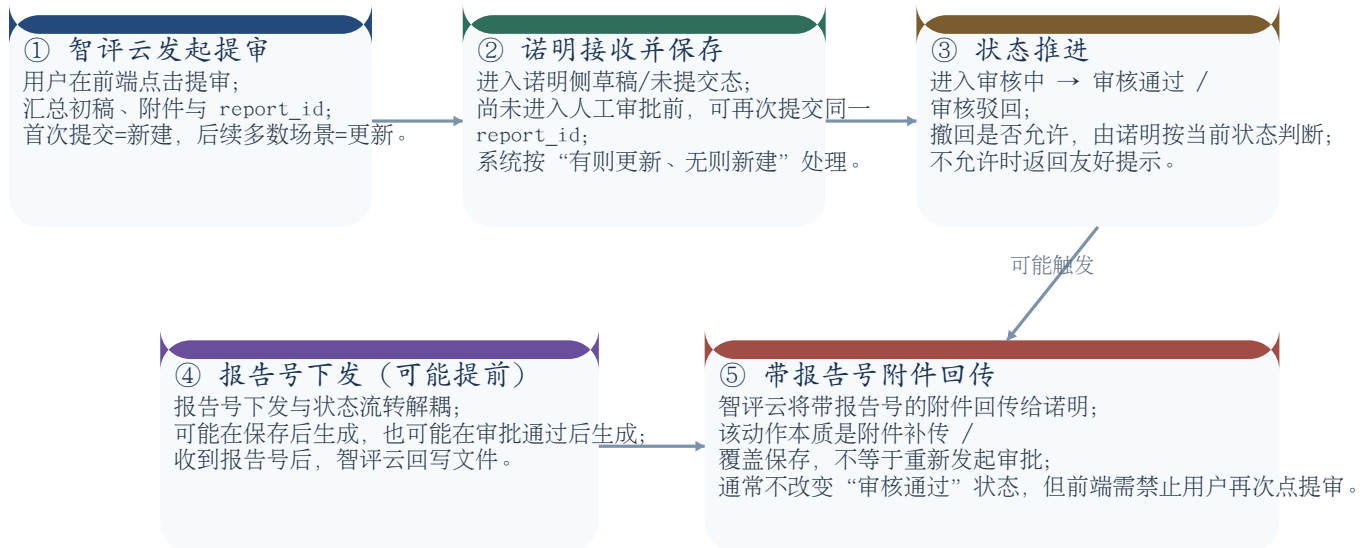 ① 智评云发起提审
用户在前端点击提审;
汇总初稿、附件与 report_id;
首次提交=新建, 后续多数场景=更新。
② 诺明接收并保存
进入诺明侧草稿/未提交态;
尚未进入人工审批前, 可再次提交同一
report_id;
系统按“有则更新、无则新建”处理。
③ 状态推进
进入审核中 → 审核通过 /
审核驳回;
撤回是否允许, 由诺明按当前状态判断;
不允许时返回友好提示。
可能触发
④ 报告号下发 (可能提前)
报告号下发与状态流转解耦;
可能在保存后生成, 也可能在审批通过后生成;
收到报告号后, 智评云回写文件。
⑤ 带报告号附件回传
智评云将带报告号的附件回传给诺明;
该动作本质是附件补传 /
覆盖保存, 不等于重新发起审批;
通常不改变“审核通过”状态, 但前端需禁止用户再次点提审。